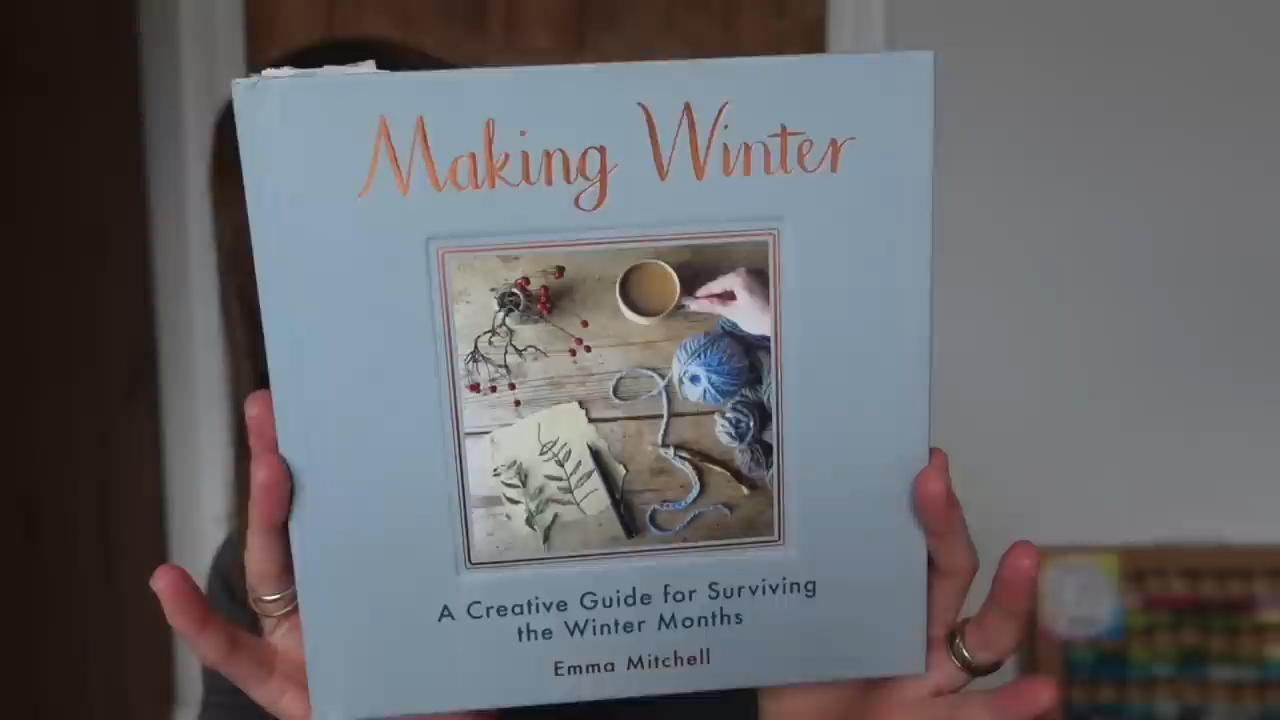 Making Winter
A Creative Guide for Surviving
the Winter Months
Emma Mitchell